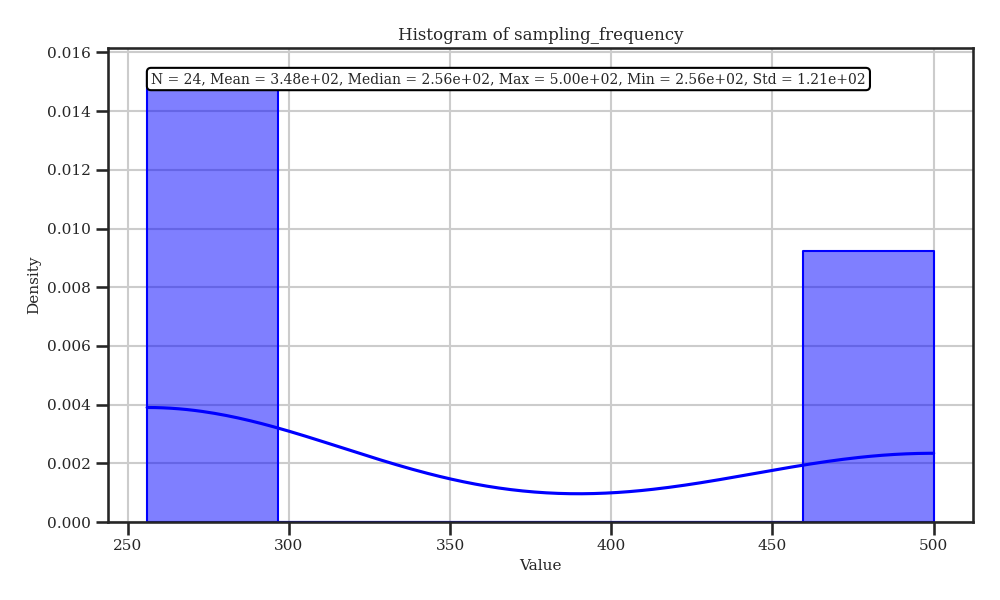 Histogram of sampling_frequency
N = 24, Mean = 3.48e+02, Median = 2.56e+02, Max = 5.00e+02, Min = 2.56e+02, Std = 1.21e+02
0.016
0.014
0.012
0.010
0.008
0.006
0.004
0.002
0.000
Density
250 300 350 400 450 500
Value